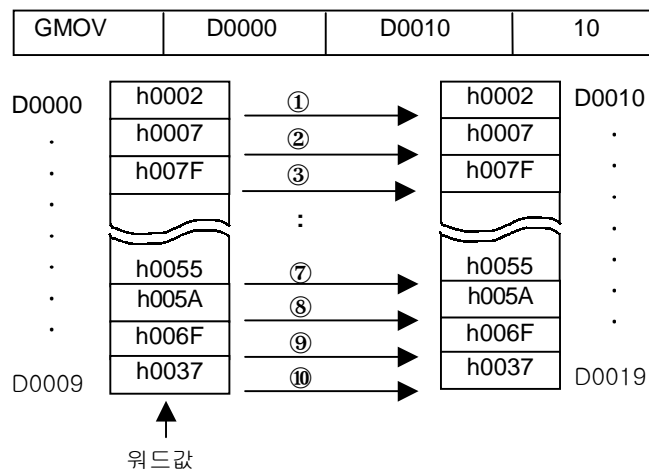 GMOV D0000 D0010 10
D0000 h0002 ① h0002 D0010
h0007 ② h0007
h007F ③ h007F
:
h0055 ⑦ h0055
h005A ⑧ h005A
h006F ⑨ h006F
D0009 h0037 ⑩ h0037 D0019
워드값